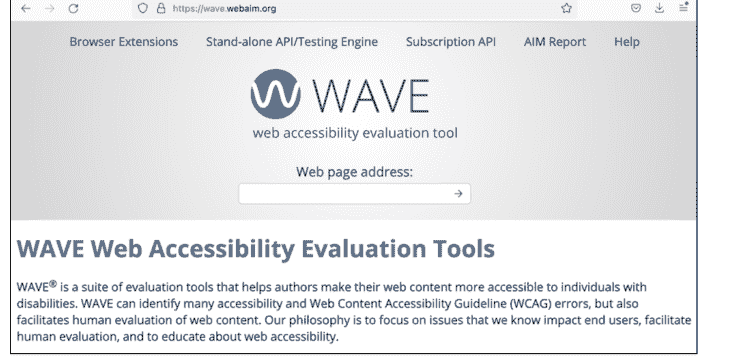 https://wave.webaim.org
Browser Extensions Stand-alone API/Testing Engine Subscription API AIM Report Help
WAVE
web accessibility evaluation tool
Web page address:
WAVE Web Accessibility Evaluation Tools
WAVE® is a suite of evaluation tools that helps authors make their web content more accessible to individuals with
disabilities. WAVE can identify many accessibility and Web Content Accessibility Guideline (WCAG) errors, but also
facilitates human evaluation of web content. Our philosophy is to focus on issues that we know impact end users, facilitate
human evaluation, and to educate about web accessibility.